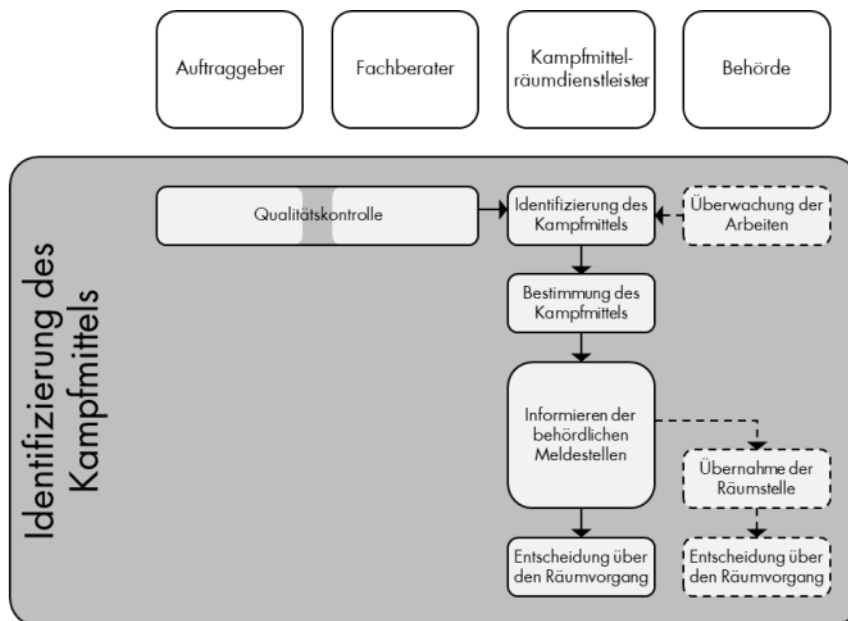 Auftraggeber
Fachberater
Kampfmittel-
räumdienstleister
Behörde
Identifizierung des
Kampfmittels
Qualitätskontrolle
Identifizierung des
Kampfmittels
Überwachung der
Arbeiten
Bestimmung des
Kampfmittels
Informieren der
behördlichen
Meldestellen
Übernahme der
Räumstelle
Entscheidung über
den Räumvorgang
Entscheidung über
den Räumvorgang